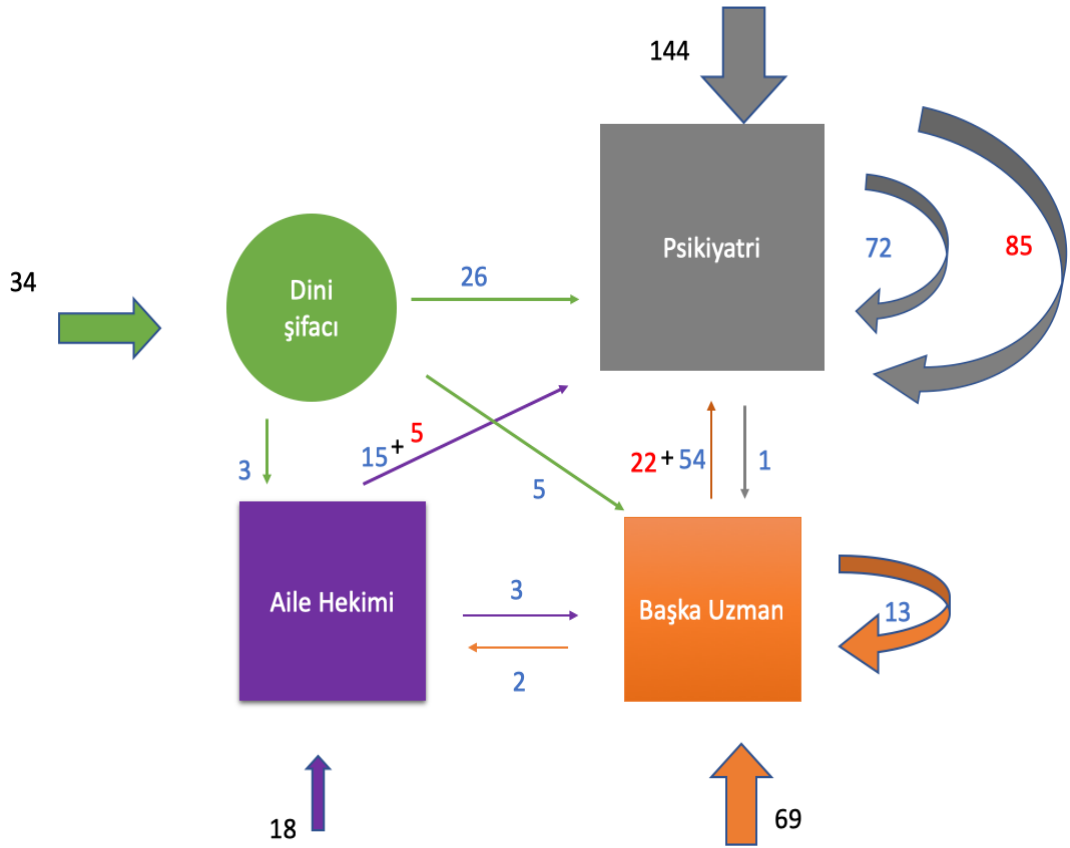 144
Psikiyatri
72
85
34
Dini
şifacı
26
15 + 5
3
5
22 + 54
1
Aile Hekimi
3
2
Başka Uzman
13
18
69